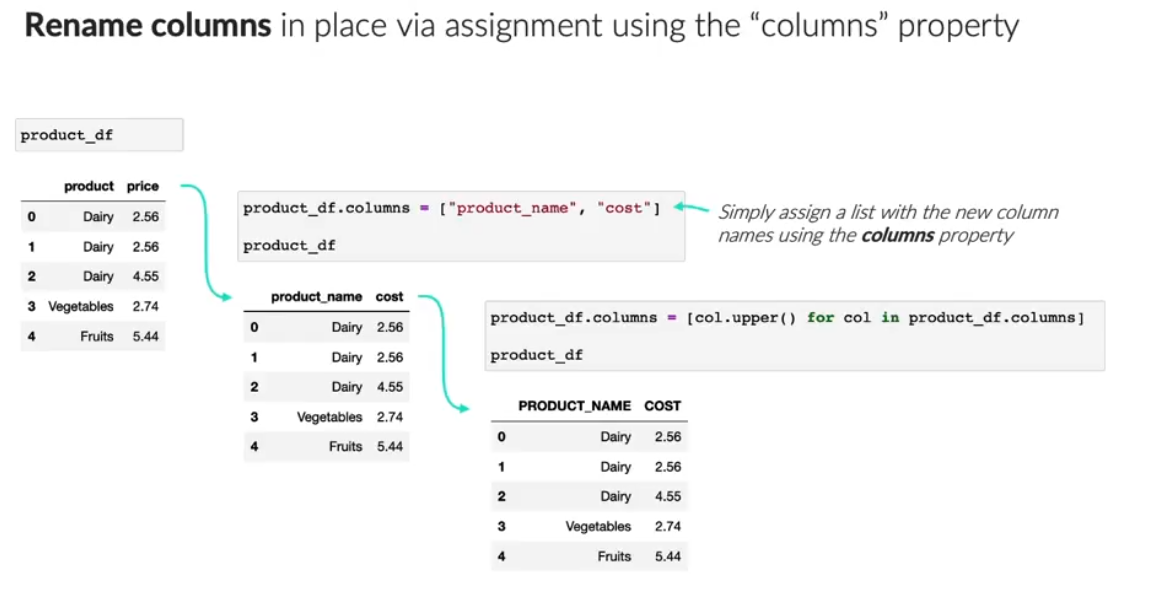 Rename columns in place via assignment using the “columns” property
product_df
product price
0 Dairy 2.56
1 Dairy 2.56
2 Dairy 4.55
3 Vegetables 2.74
4 Fruits 5.44
product_df.columns = ["product_name", "cost"]
product_df
Simply assign a list with the new column
names using the columns property
product_name cost
0 Dairy 2.56
1 Dairy 2.56
2 Dairy 4.55
3 Vegetables 2.74
4 Fruits 5.44
product_df.columns = [col.upper() for col in product_df.columns]
product_df
PRODUCT_NAME COST
0 Dairy 2.56
1 Dairy 2.56
2 Dairy 4.55
3 Vegetables 2.74
4 Fruits 5.44